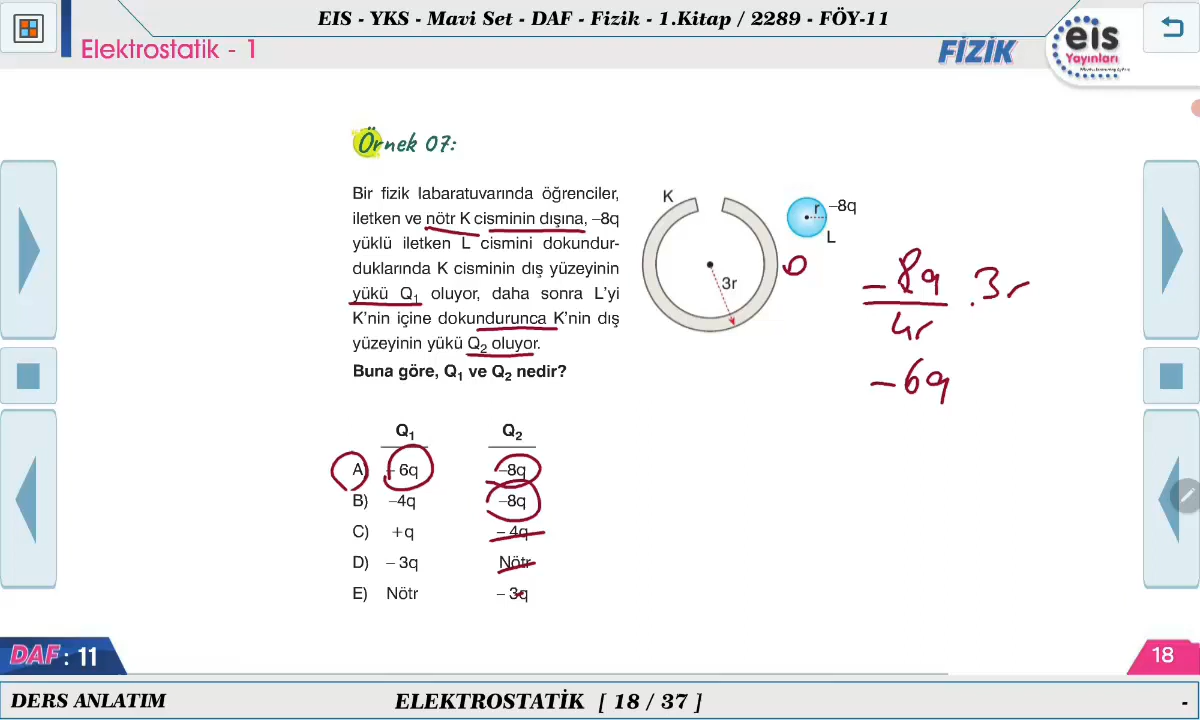 EIS - YKS - Mavi Set - DAF - Fizik - 1.Kitap / 2289 - FÖY-11
Elektrostatik - 1
FİZİK
eis
Yayınları
Örnek 07:
Bir fizik labaratuvarında öğrenciler,
iletken ve nötr K cisminin dışına, –8q
yüklü iletken L cismini dokundur-
duklarında K cisminin dış yüzeyinin
yükü Q₁ oluyor, daha sonra L’yi
K’nin içine dokundurunca K’nin dış
yüzeyinin yükü Q₂ oluyor.
Buna göre, Q₁ ve Q₂ nedir?
K
3r
r
–8q
L
–8q
4r
.3r
–6q
Q₁ Q₂
A) – 6q –8q
B) –4q –8q
C) +q – 4q
D) – 3q Nötr
E) Nötr – 3q
DAF : 11
18
DERS ANLATIM
ELEKTROSTATİK [ 18 / 37 ]
-